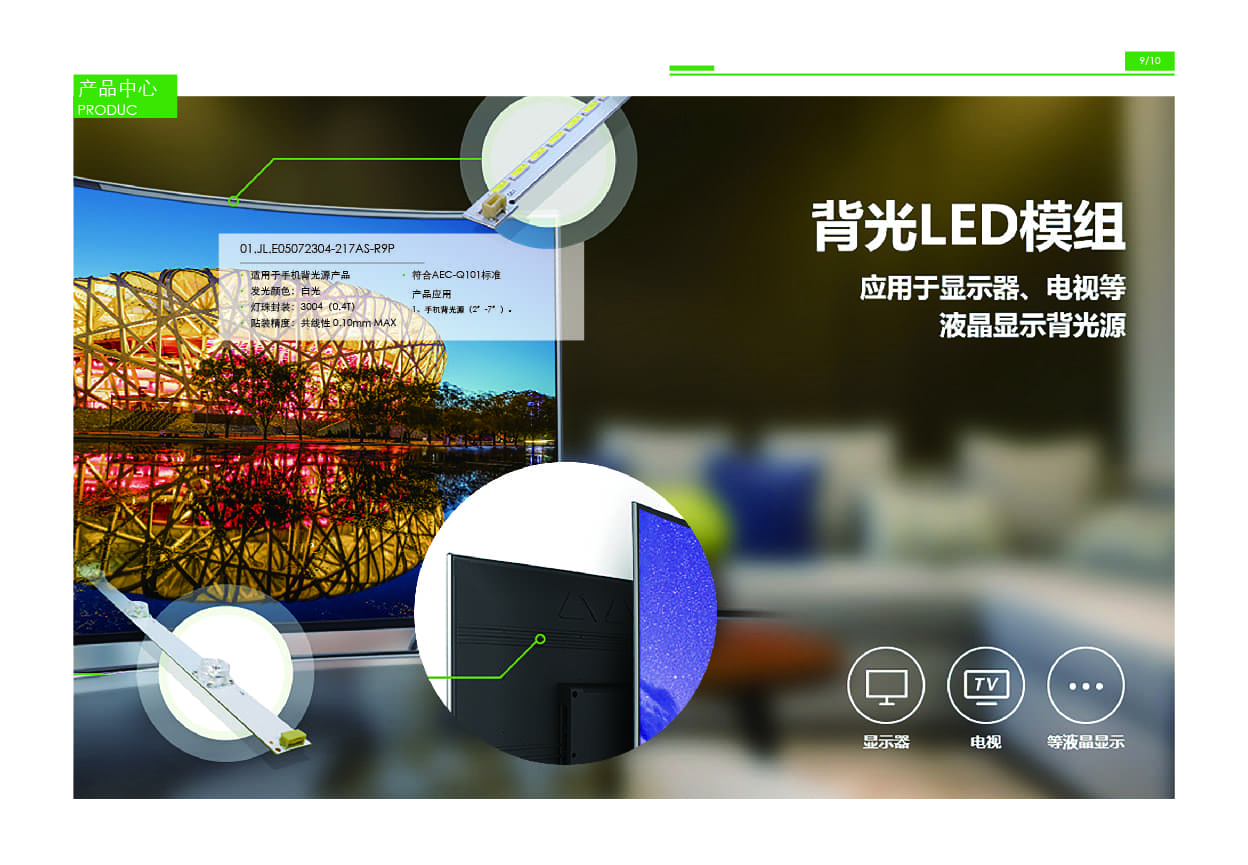 9/10
产品中心
PRODUC
背光LED模组
应用于显示器、电视等
液晶显示背光源
01.JL.E05072304-217AS-R9P
· 适用于手机背光源产品
· 发光颜色：白光
· 灯珠封装：3004（0.4T）
· 贴装精度：共线性 0.10mm MAX
· 符合AEC-Q101标准
产品应用
1、手机背光源（2”-7”）。
TV
显示器
电视
等液晶显示